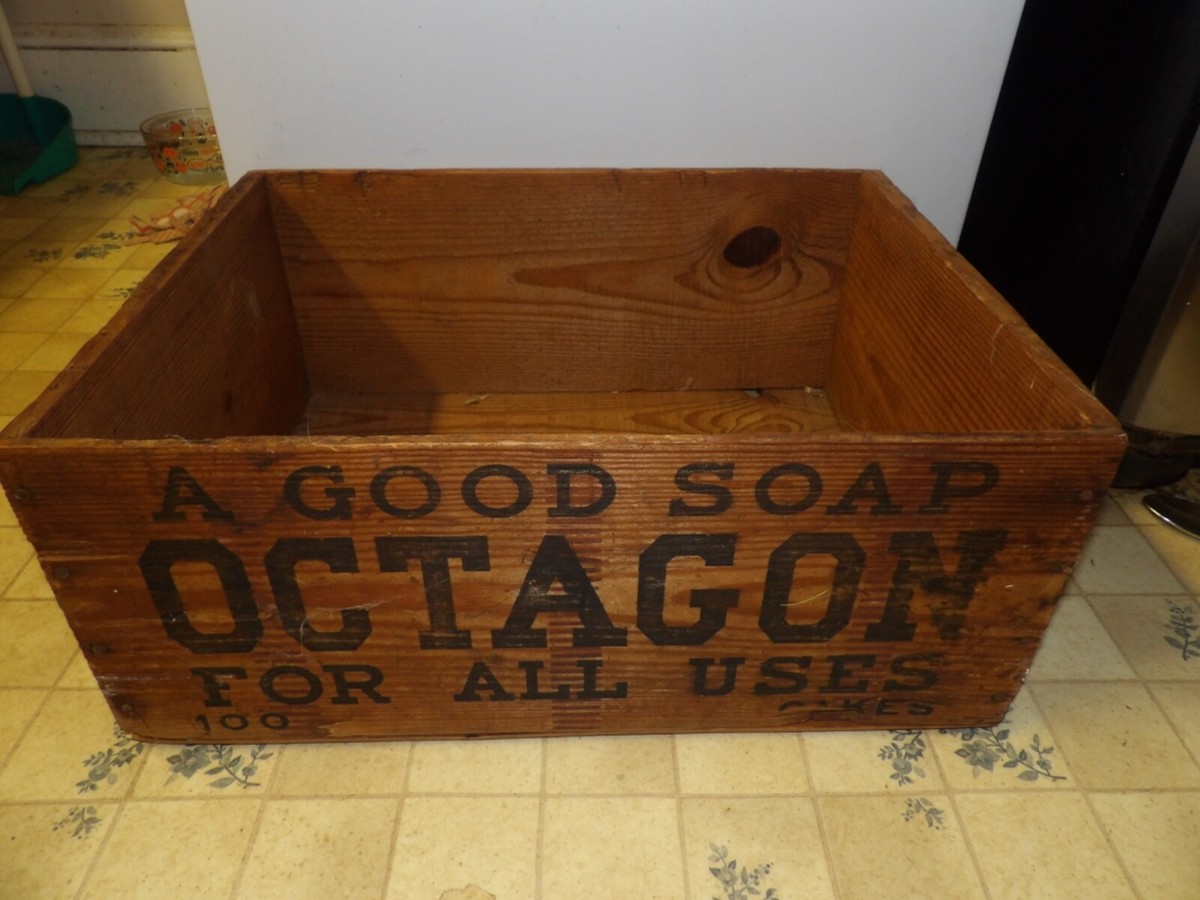 A GOOD SOAP
OCTAGON
FOR ALL USES
100 CAKES